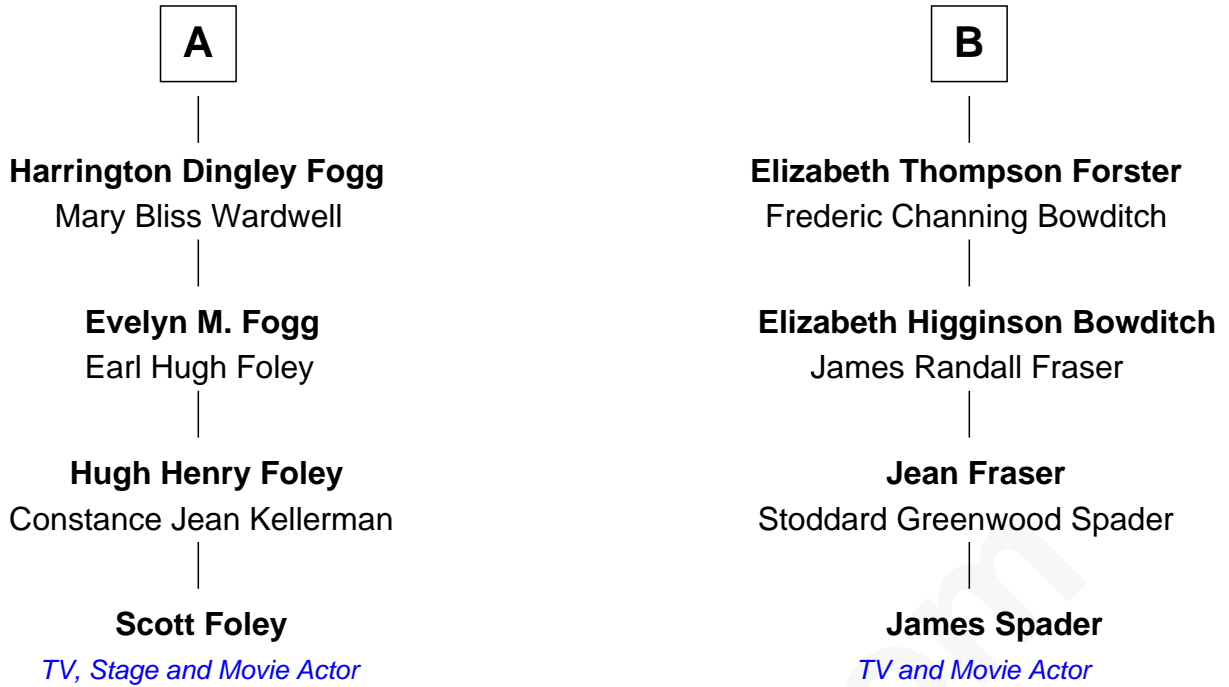 A
Harrington Dingley Fogg
Mary Bliss Wardwell
Evelyn M. Fogg
Earl Hugh Foley
Hugh Henry Foley
Constance Jean Kellerman
Scott Foley
TV, Stage and Movie Actor
B
Elizabeth Thompson Forster
Frederic Channing Bowditch
Elizabeth Higginson Bowditch
James Randall Fraser
Jean Fraser
Stoddard Greenwood Spader
James Spader
TV and Movie Actor